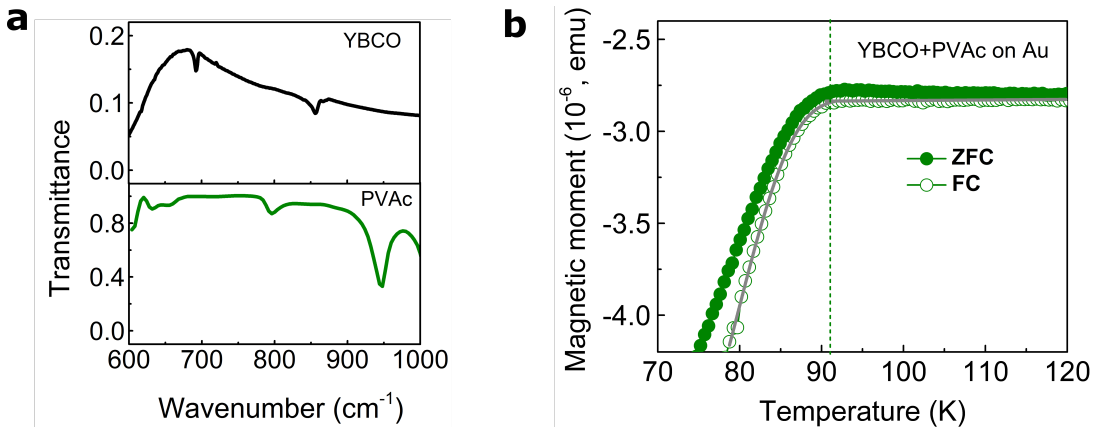 a
YBCO
0.2
0.1
0.0
PVAc
0.8
0.4
0.0
Transmittance
600 700 800 900 1000
Wavenumber (cm⁻¹)
b
YBCO+PVAc on Au
-2.5
-3.0
-3.5
-4.0
Magnetic moment (10⁻⁶, emu)
ZFC
FC
70 80 90 100 110 120
Temperature (K)